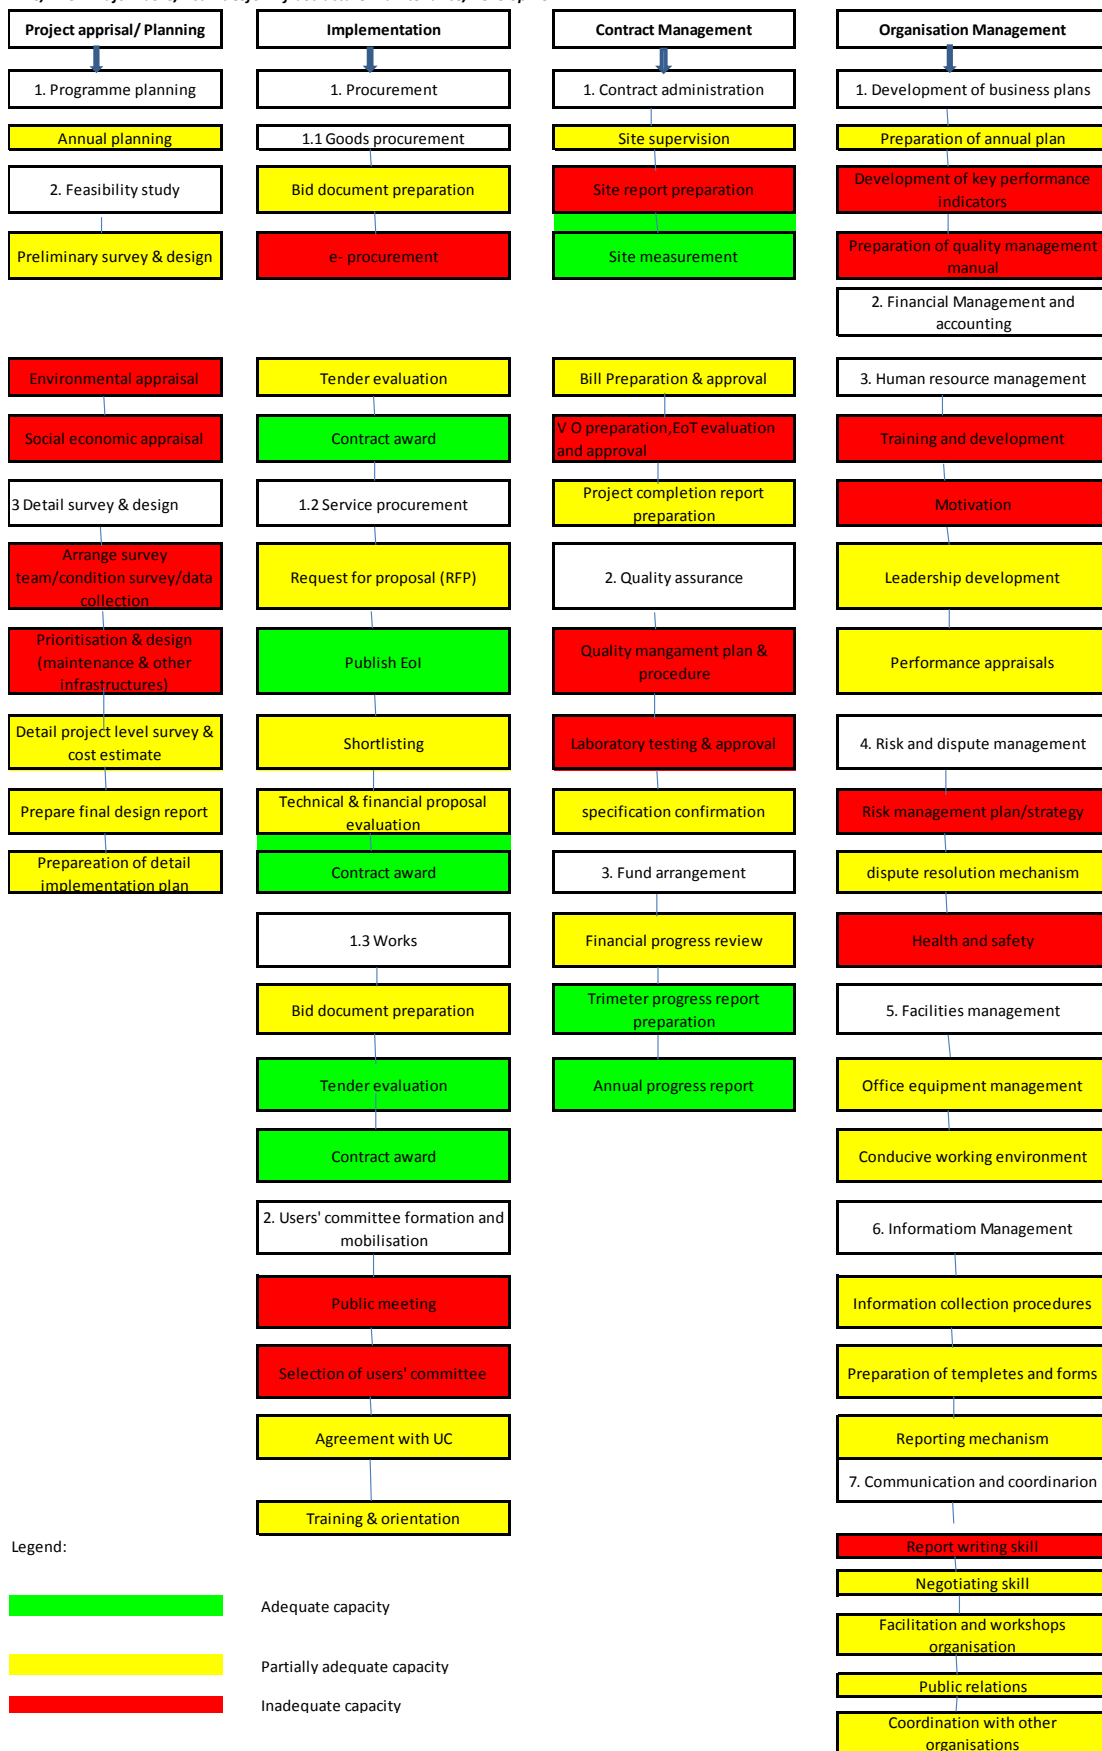 Project apprisal/ Planning
1. Programme planning
Annual planning
2. Feasibility study
Preliminary survey & design
Environmental appraisal
Social economic appraisal
3 Detail survey & design
Arrange survey
team/condition survey/data
collection
Prioritisation & design
(maintenance & other
infrastructures)
Detail project level survey &
cost estimate
Prepare final design report
Prepareation of detail
implementation plan
Implementation
1. Procurement
1.1 Goods procurement
Bid document preparation
e- procurement
Tender evaluation
Contract award
1.2 Service procurement
Request for proposal (RFP)
Publish EoI
Shortlisting
Technical & financial proposal
evaluation
Contract award
1.3 Works
Bid document preparation
Tender evaluation
Contract award
2. Users' committee formation and
mobilisation
Public meeting
Selection of users' committee
Agreement with UC
Training & orientation
Contract Management
1. Contract administration
Site supervision
Site report preparation
Site measurement
Bill Preparation & approval
V O preparation,EoT evaluation
and approval
Project completion report
preparation
2. Quality assurance
Quality mangament plan &
procedure
Laboratory testing & approval
specification confirmation
3. Fund arrangement
Financial progress review
Trimeter progress report
preparation
Annual progress report
Organisation Management
1. Development of business plans
Preparation of annual plan
Development of key performance
indicators
Preparation of quality management
manual
2. Financial Management and
accounting
3. Human resource management
Training and development
Motivation
Leadership development
Performance appraisals
4. Risk and dispute management
Risk management plan/strategy
dispute resolution mechanism
Health and safety
5. Facilities management
Office equipment management
Conducive working environment
6. Informatiom Management
Information collection procedures
Preparation of templetes and forms
Reporting mechanism
7. Communication and coordinarion
Report writing skill
Negotiating skill
Facilitation and workshops
organisation
Public relations
Coordination with other
organisations
Legend:
Adequate capacity
Partially adequate capacity
Inadequate capacity